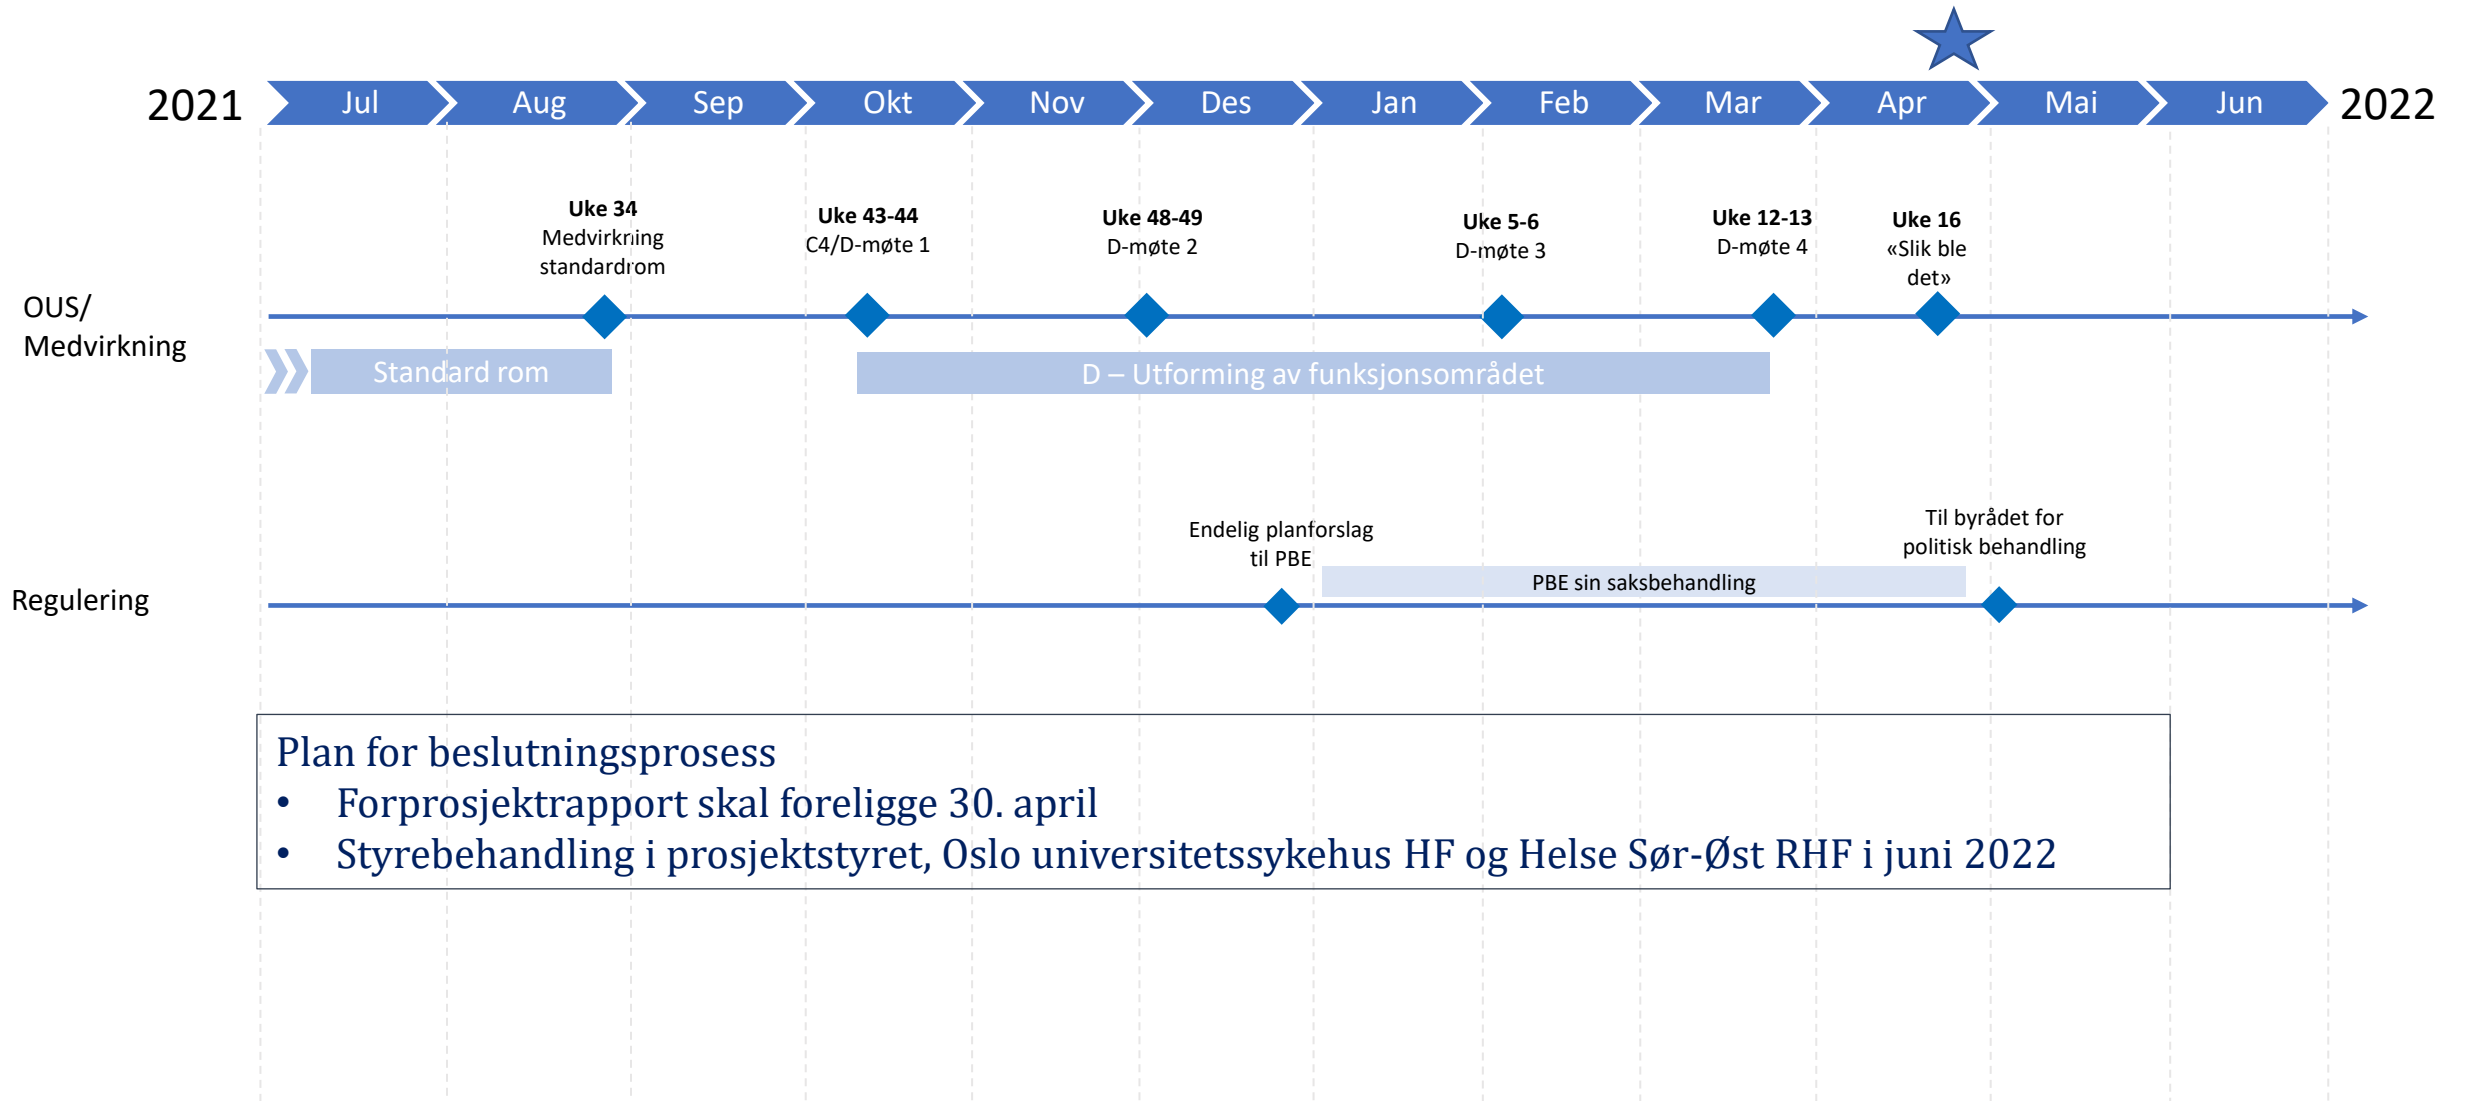 2021
Jul
Aug
Sep
Okt
Nov
Des
Jan
Feb
Mar
Apr
Mai
Jun
2022
OUS/
Medvirkning
Uke 34
Medvirkning
standardrom
Uke 43-44
C4/D-møte 1
Uke 48-49
D-møte 2
Uke 5-6
D-møte 3
Uke 12-13
D-møte 4
Uke 16
«Slik ble
det»
Standard rom
D – Utforming av funksjonsområdet
Regulering
Endelig planforslag
til PBE
PBE sin saksbehandling
Til byrådet for
politisk behandling
Plan for beslutningsprosess
• Forprosjektrapport skal foreligge 30. april
• Styrebehandling i prosjektstyret, Oslo universitetssykehus HF og Helse Sør-Øst RHF i juni 2022